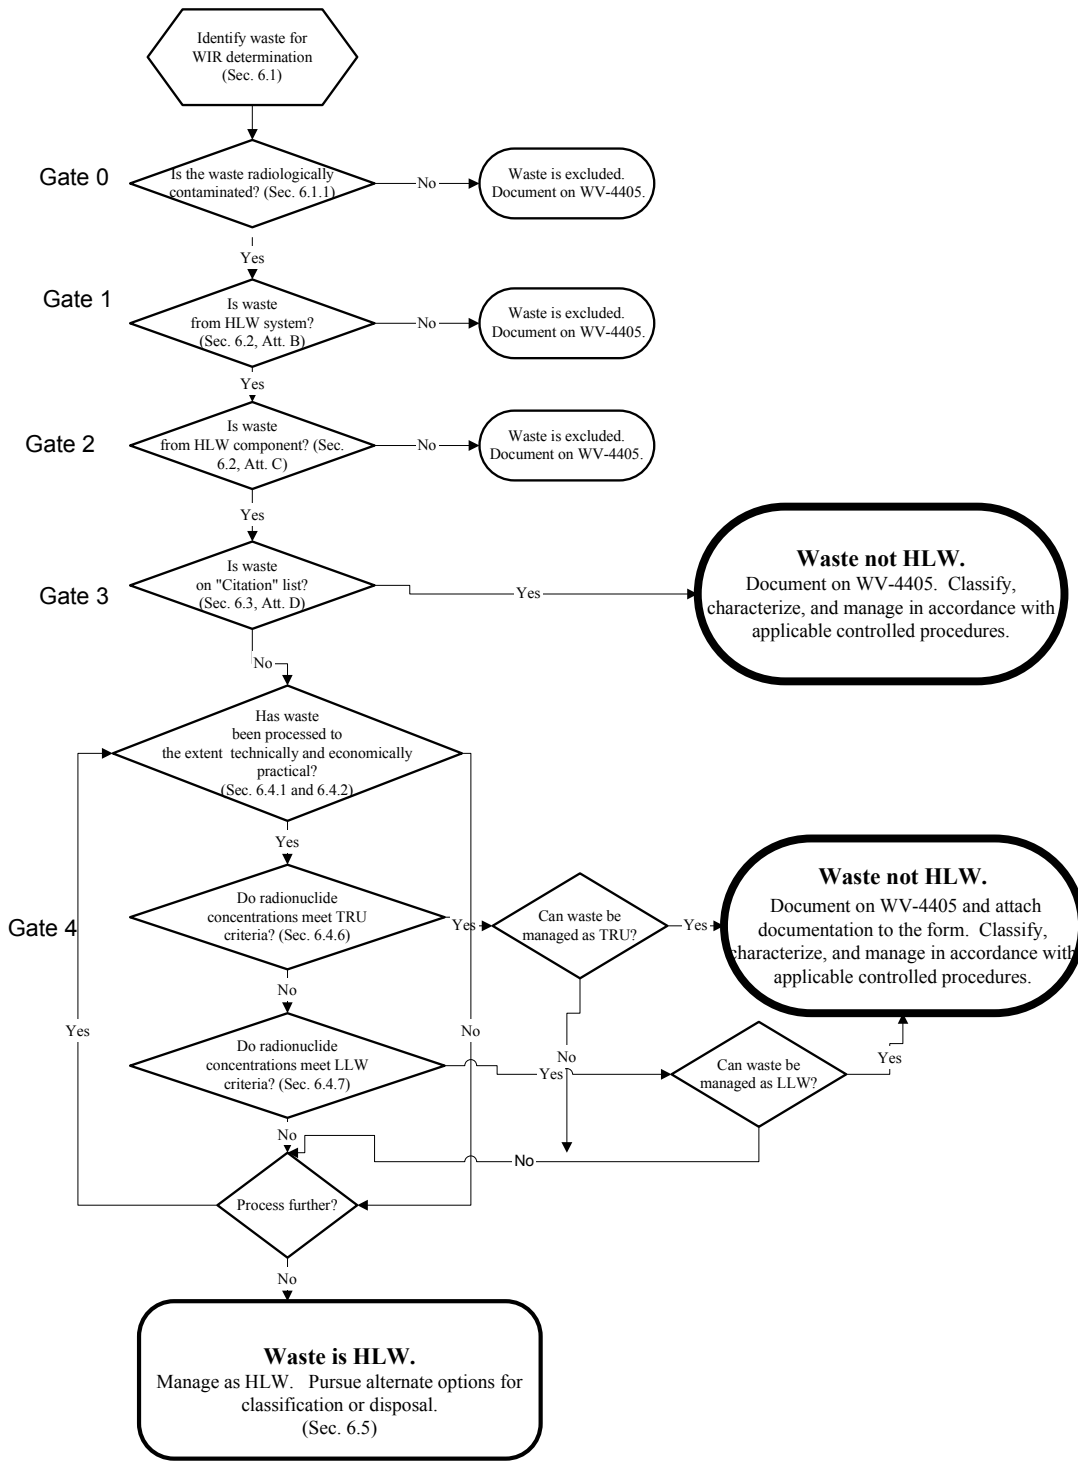 Identify waste for
WIR determination
(Sec. 6.1)
Gate 0
Is the waste radiologically
contaminated? (Sec. 6.1.1)
No
Waste is excluded.
Document on WV-4405.
Yes
Gate 1
Is waste
from HLW system?
(Sec. 6.2, Att. B)
No
Waste is excluded.
Document on WV-4405.
Yes
Gate 2
Is waste
from HLW component? (Sec.
6.2, Att. C)
No
Waste is excluded.
Document on WV-4405.
Yes
Gate 3
Is waste
on "Citation" list?
(Sec. 6.3, Att. D)
Yes
Waste not HLW.
Document on WV-4405. Classify,
characterize, and manage in accordance with
applicable controlled procedures.
No
Has waste
been processed to
the extent technically and economically
practical?
(Sec. 6.4.1 and 6.4.2)
Yes
Gate 4
Do radionuclide
concentrations meet TRU
criteria? (Sec. 6.4.6)
Yes
Can waste be
managed as TRU?
Yes
Waste not HLW.
Document on WV-4405 and attach
documentation to the form. Classify,
characterize, and manage in accordance with
applicable controlled procedures.
No
Yes
No
Do radionuclide
concentrations meet LLW
criteria? (Sec. 6.4.7)
Yes
No
Can waste be
managed as LLW?
Yes
No
No
Process further?
No
Waste is HLW.
Manage as HLW. Pursue alternate options for
classification or disposal.
(Sec. 6.5)